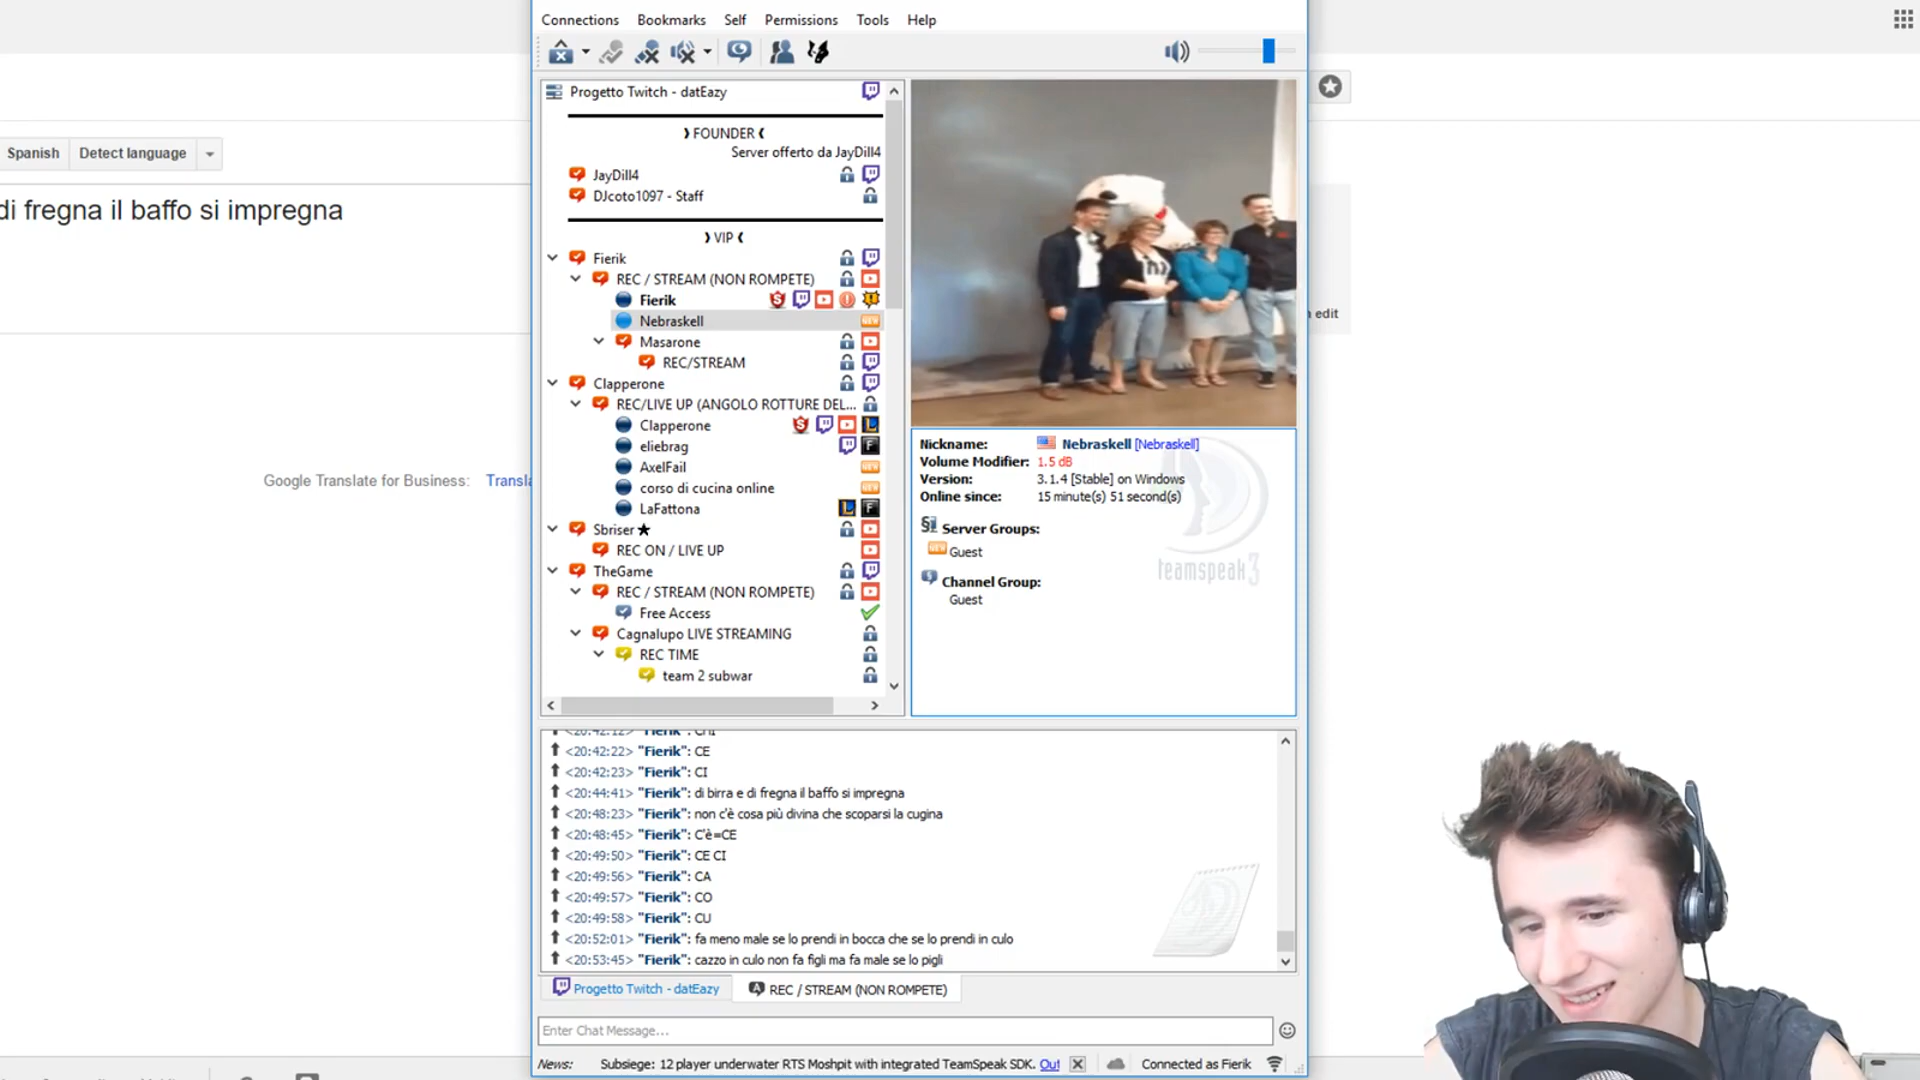 Connections Bookmarks Self Permissions Tools Help
Spanish Detect language
di fregna il baffo si impregna
Google Translate for Business:
edit
Progetto Twitch - datEazy
FOUNDER
Server offerto da JayDill4
JayDill4
DJcoto1097 - Staff
VIP
Fierik
REC / STREAM (NON ROMPETE)
Fierik
Nebraskell NEW
Masarone
REC/STREAM
Clapperone
REC/LIVE UP (ANGOLO ROTTURE DEL...
Clapperone
eliebrag
AxelFail NEW
corso di cucina online NEW
LaFattona
Sbriser★
REC ON / LIVE UP
TheGame
REC / STREAM (NON ROMPETE)
Free Access
Cagnalupo LIVE STREAMING
REC TIME
team 2 subwar
Nickname: Nebraskell [Nebraskell]
Volume Modifier: 1.5 dB
Version: 3.1.4 [Stable] on Windows
Online since: 15 minute(s) 51 second(s)
Server Groups:
NEW Guest
Channel Group:
Guest
teamspeak 3
<20:42:12> "Fierik": CHI
<20:42:22> "Fierik": CE
<20:42:23> "Fierik": CI
<20:44:41> "Fierik": di birra e di fregna il baffo si impregna
<20:48:23> "Fierik": non c'è cosa più divina che scoparsi la cugina
<20:48:45> "Fierik": C'è=CE
<20:49:50> "Fierik": CE CI
<20:49:56> "Fierik": CA
<20:49:57> "Fierik": CO
<20:49:58> "Fierik": CU
<20:52:01> "Fierik": fa meno male se lo prendi in bocca che se lo prendi in culo
<20:53:45> "Fierik": cazzo in culo non fa figli ma fa male se lo pigli
Progetto Twitch - datEazy REC / STREAM (NON ROMPETE)
Enter Chat Message...
News: Subsiege: 12 player underwater RTS Moshpit with integrated TeamSpeak SDK. Out Connected as Fierik